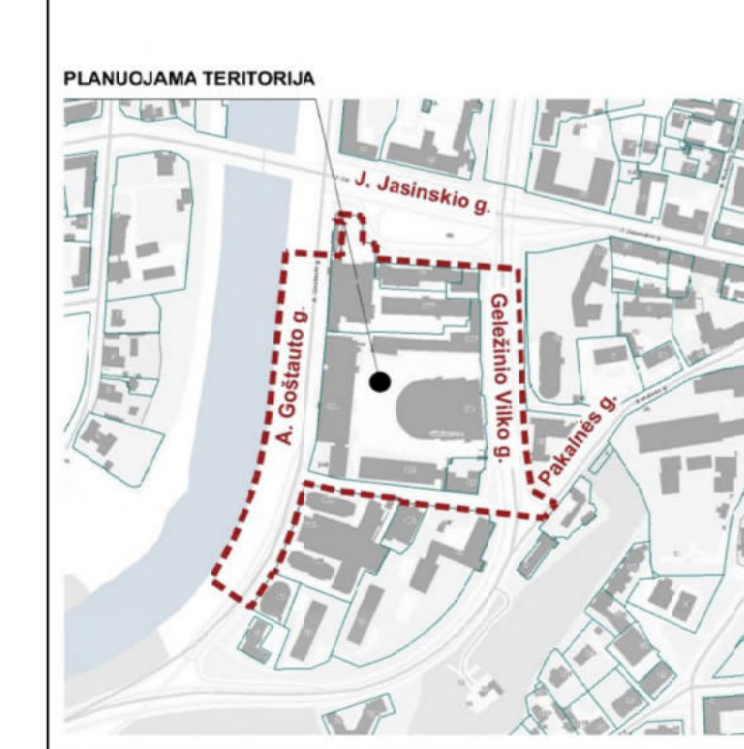 PLANUOJAMA TERITORIJA
J. Jasinskio g.
A. Goštauto g.
Geležinio Vilko g.
Pakalnės g.